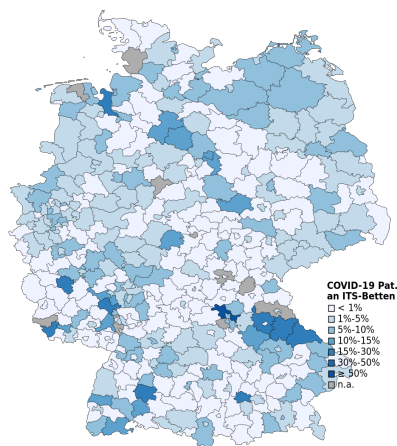 COVID-19 Pat.
an ITS-Betten
< 1%
1%-5%
5%-10%
10%-15%
15%-30%
30%-50%
≥ 50%
n.a.